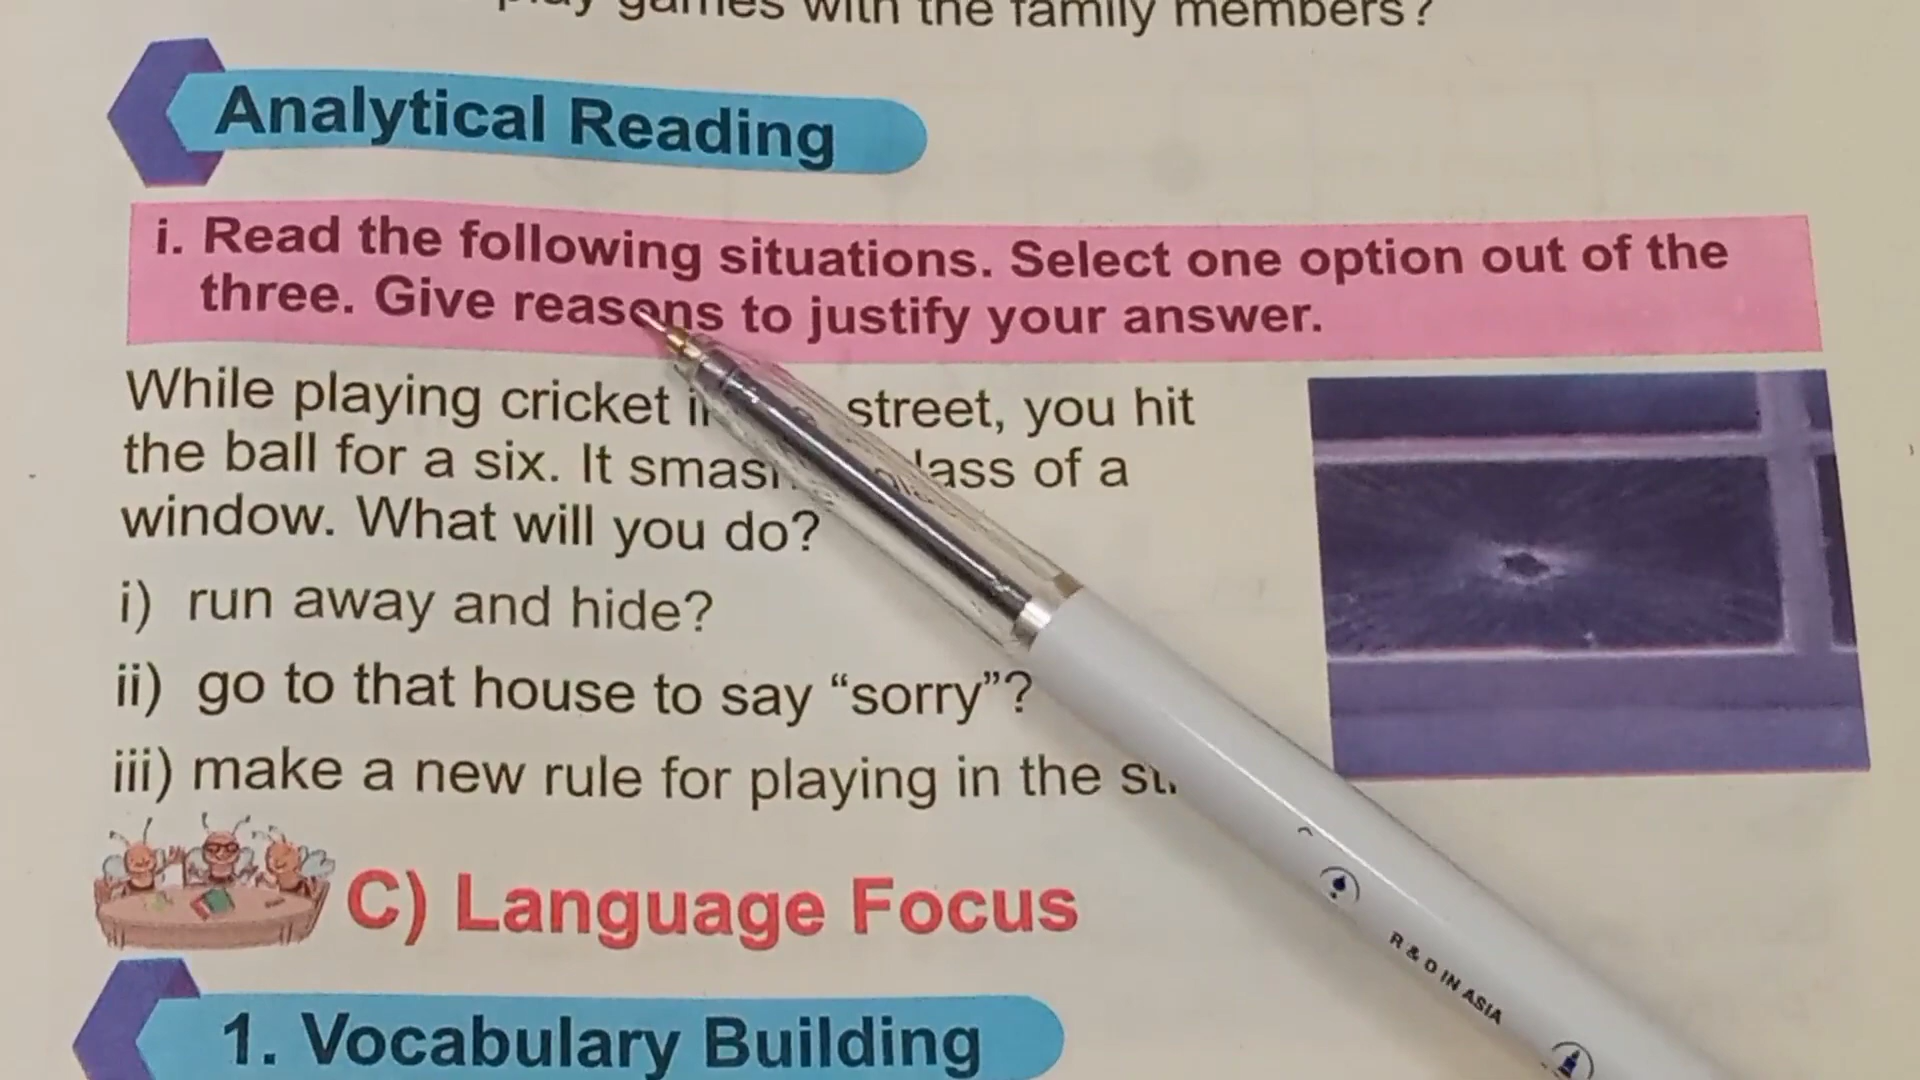 play games with the family members?
Analytical Reading
i. Read the following situations. Select one option out of the
three. Give reasons to justify your answer.
While playing cricket street, you hit
the ball for a six. It of a
window. What will you do?
i) run away and hide?
ii) go to that house to say “sorry”?
iii) make a new rule for playing in the
C) Language Focus
1. Vocabulary Building
R & D IN ASIA